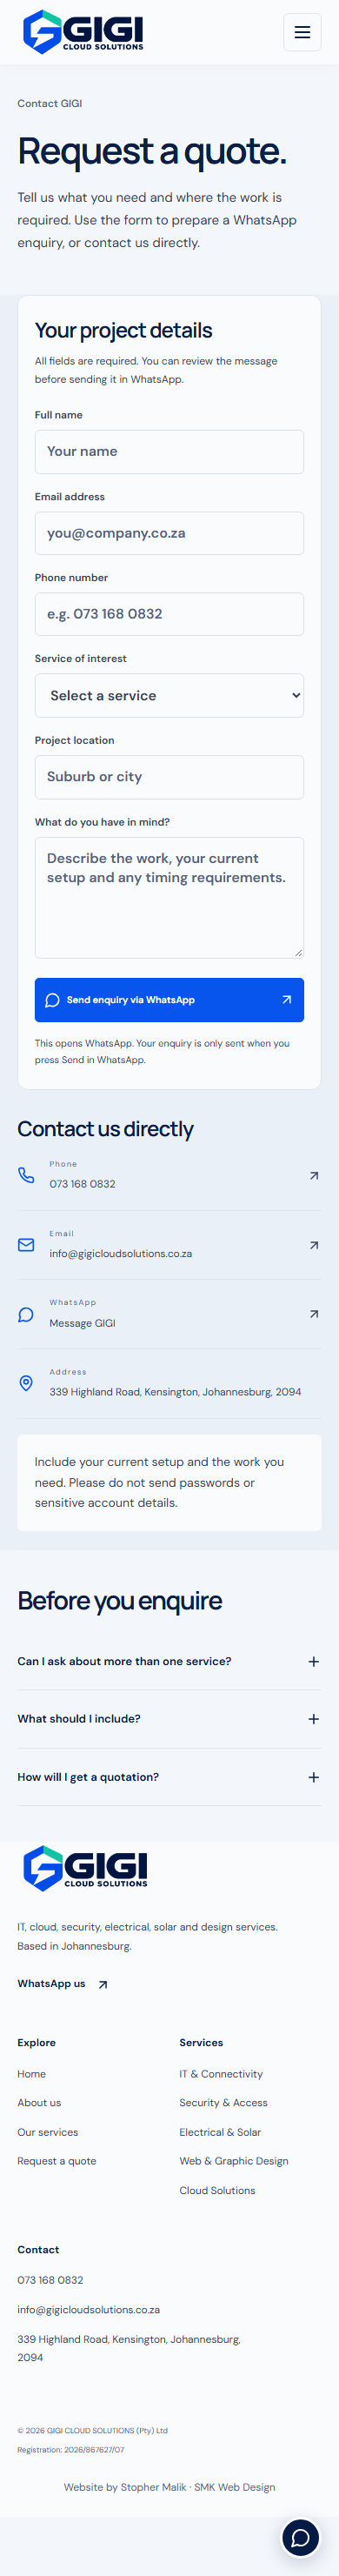 GIGI
CLOUD SOLUTIONS
Contact GIGI
Request a quote.
Tell us what you need and where the work is
required. Use the form to prepare a WhatsApp
enquiry, or contact us directly.
Your project details
All fields are required. You can review the message
before sending it in WhatsApp.
Full name
Your name
Email address
you@company.co.za
Phone number
e.g. 073 168 0832
Service of interest
Select a service
Project location
Suburb or city
What do you have in mind?
Describe the work, your current
setup and any timing requirements.
Send enquiry via WhatsApp
This opens WhatsApp. Your enquiry is only sent when you
press Send in WhatsApp.
Contact us directly
Phone
073 168 0832
Email
info@gigicloudsolutions.co.za
WhatsApp
Message GIGI
Address
339 Highland Road, Kensington, Johannesburg, 2094
Include your current setup and the work you
need. Please do not send passwords or
sensitive account details.
Before you enquire
Can I ask about more than one service?
What should I include?
How will I get a quotation?
GIGI
CLOUD SOLUTIONS
IT, cloud, security, electrical, solar and design services.
Based in Johannesburg.
WhatsApp us
Explore
Home
About us
Our services
Request a quote
Services
IT & Connectivity
Security & Access
Electrical & Solar
Web & Graphic Design
Cloud Solutions
Contact
073 168 0832
info@gigicloudsolutions.co.za
339 Highland Road, Kensington, Johannesburg,
2094
© 2026 GIGI CLOUD SOLUTIONS (Pty) Ltd
Registration: 2026/867627/07
Website by Stopher Malik · SMK Web Design